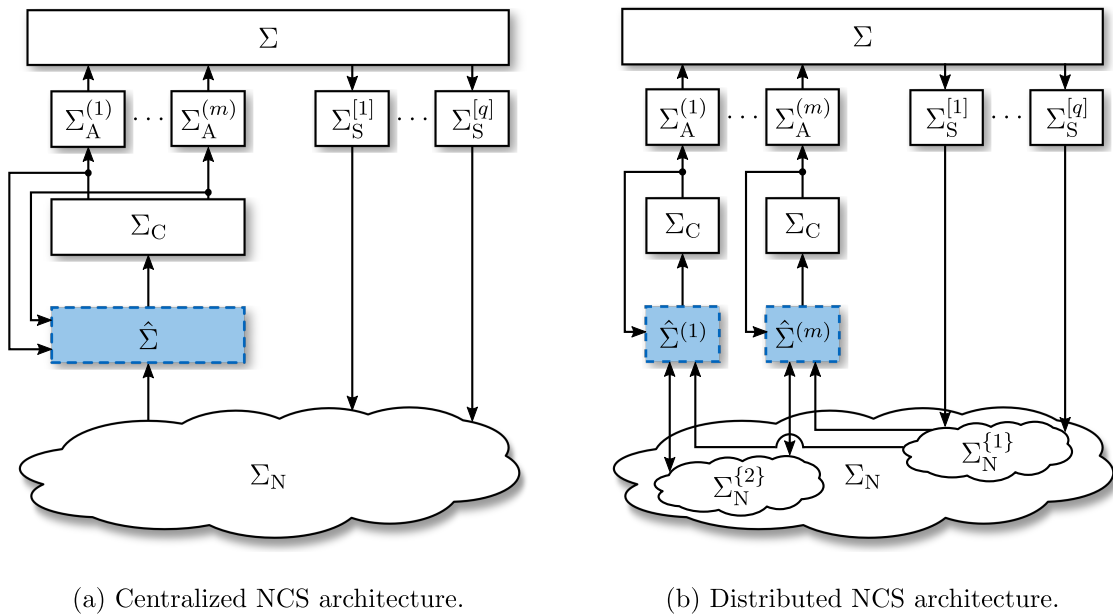 Σ
Σ_A^(1) ... Σ_A^(m) Σ_S^[1] ... Σ_S^[q]
Σ_C
Σ̂
Σ_N
(a) Centralized NCS architecture.
Σ
Σ_A^(1) ... Σ_A^(m) Σ_S^[1] ... Σ_S^[q]
Σ_C Σ_C
Σ̂^(1) Σ̂^(m)
Σ_N^{1}
Σ_N^{2} Σ_N
(b) Distributed NCS architecture.